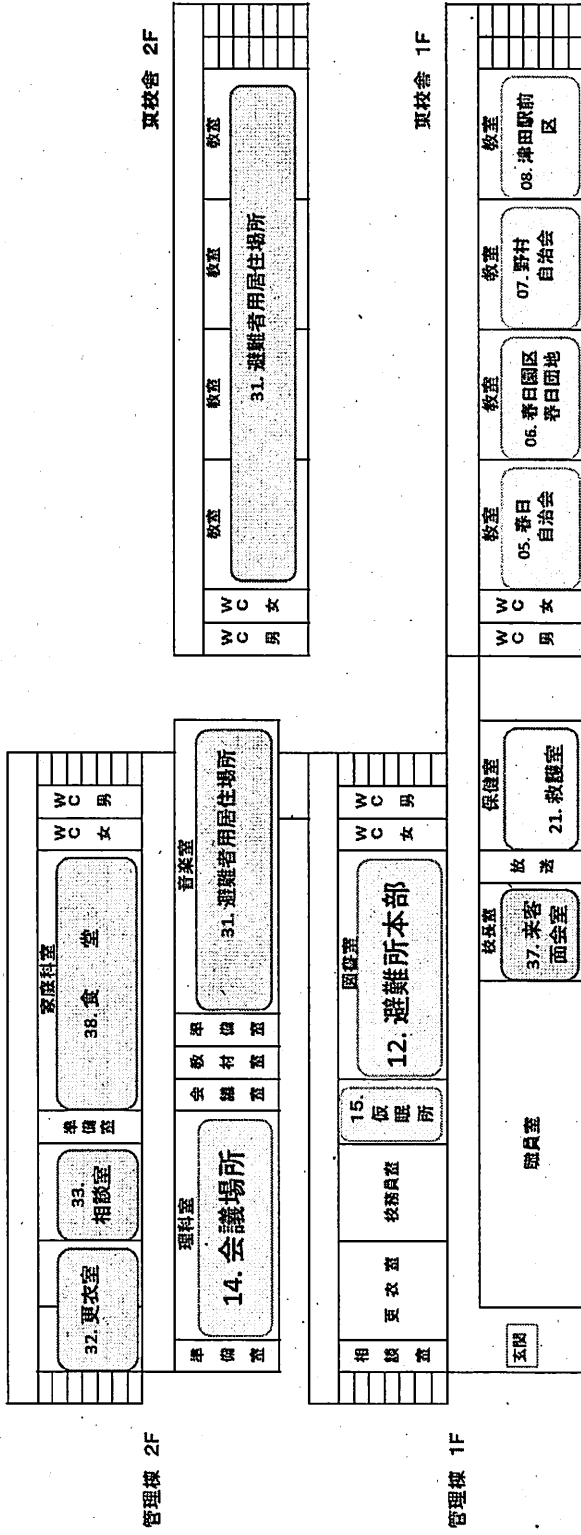 管理棟 2F
32. 更衣室
33.
相談室
準備室
家庭科室
38. 食 堂
WC 女
WC 男
準備室
理科室
14. 会議場所
会議室
教材室
準備室
音楽室
31. 避難者用居住場所
東校舎 2F
WC 男
WC 女
教室
教室
教室
教室
31. 避難者用居住場所
管理棟 1F
相談室
更衣室
校務員室
15.
仮眠所
図書室
12. 避難所本部
WC 女
WC 男
玄関
職員室
校長室
37. 来客
面会室
放送
保健室
21. 救護室
東校舎 1F
WC 男
WC 女
教室
05. 春日
自治会
教室
06. 春日園区
春日団地
教室
07. 野村
自治会
教室
08. 津田駅前
区